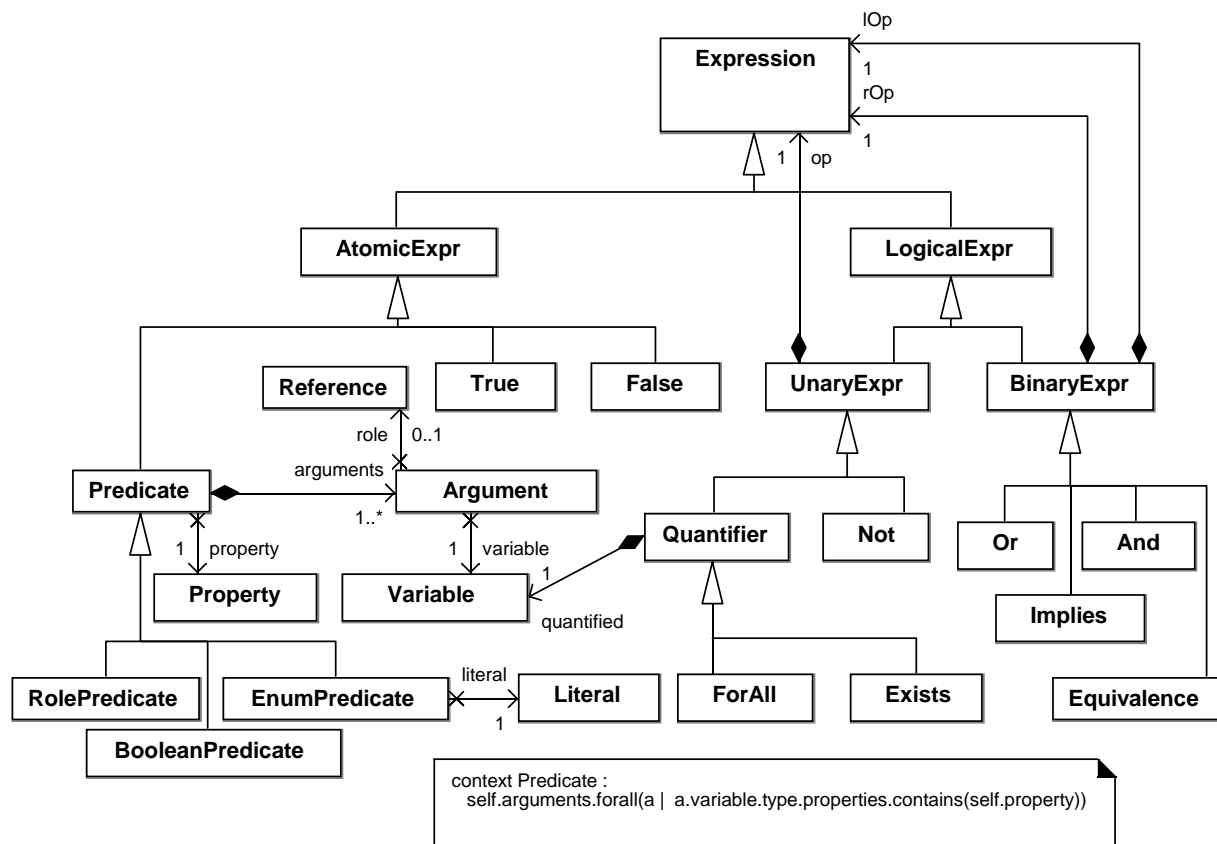 lOp
Expression
1
rOp
1
1 op
AtomicExpr
LogicalExpr
Reference
True
False
UnaryExpr
BinaryExpr
role 0..1
arguments
Predicate
Argument
1..*
Quantifier
Not
Or
And
1 property
1 variable
1
Property
Variable
quantified
Implies
literal
RolePredicate
EnumPredicate
Literal
ForAll
Exists
Equivalence
1
BooleanPredicate
context Predicate :
self.arguments.forall(a | a.variable.type.properties.contains(self.property))